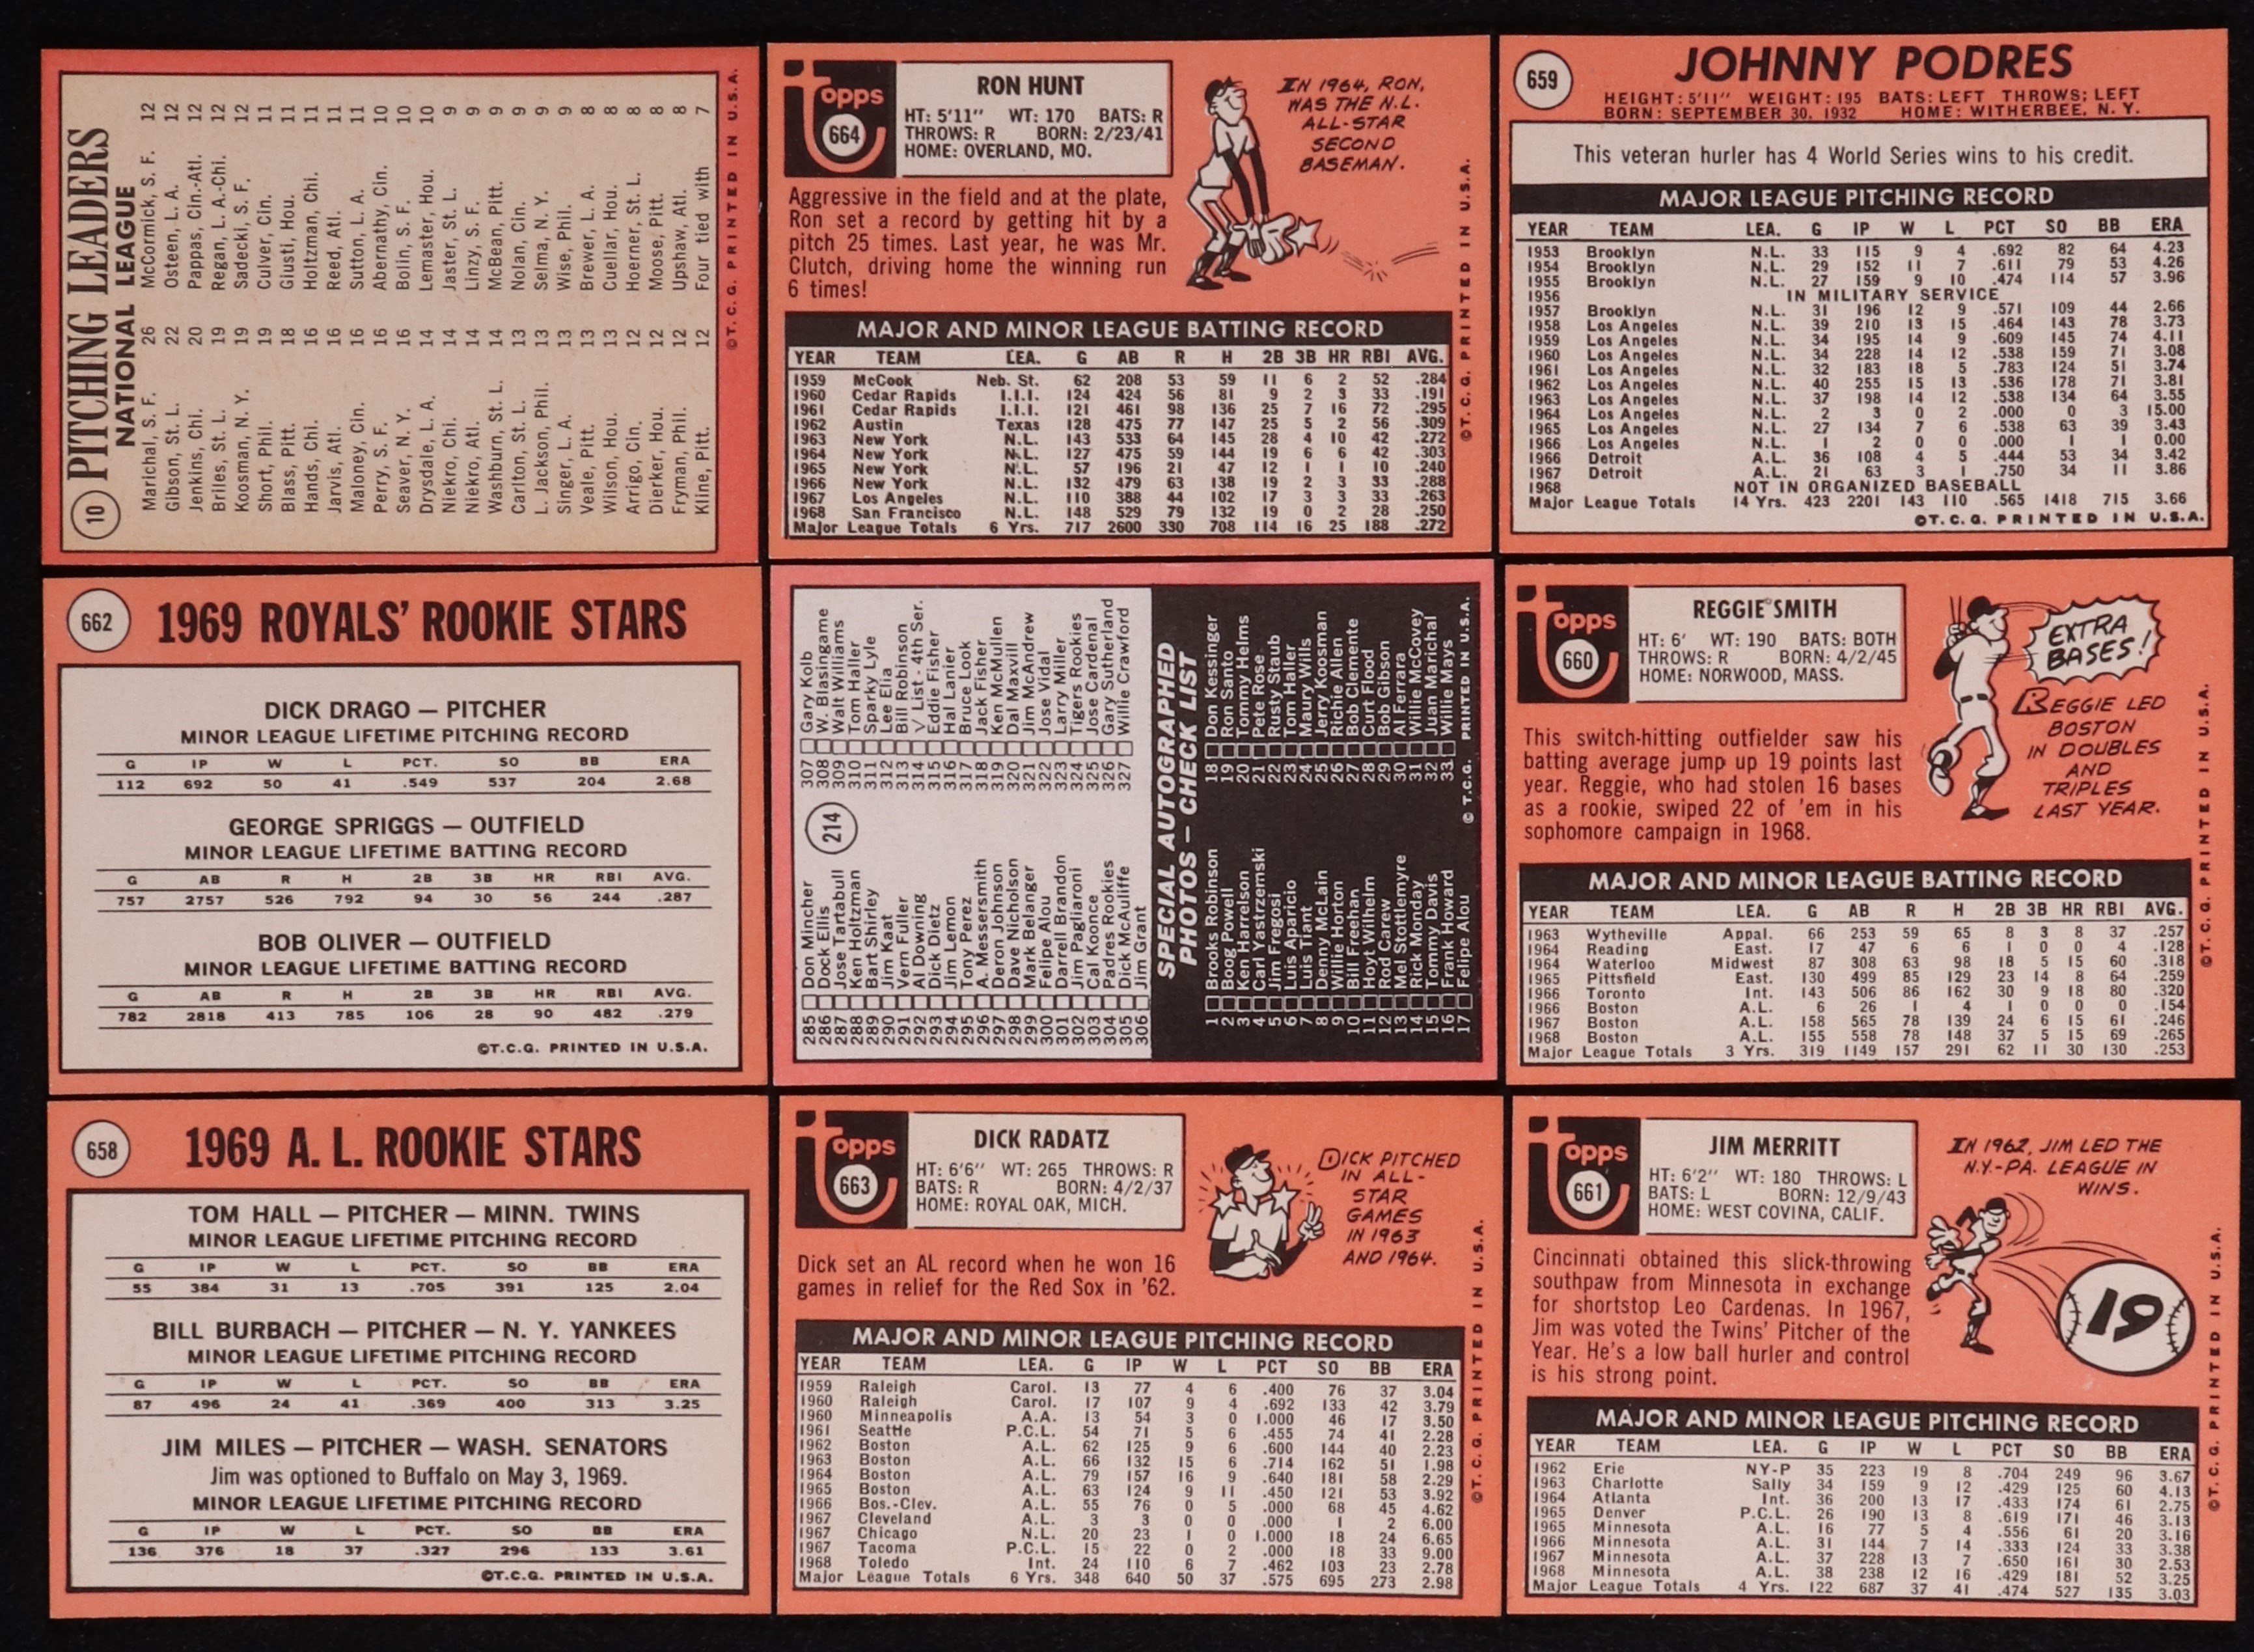 10 PITCHING LEADERS
NATIONAL LEAGUE
Marichal, S. F. 26 McCormick, S. F. 12
Gibson, St. L. 22 Osteen, L. A. 12
Jenkins, Chi. 20 Pappas, Cin.-Atl. 12
Briles, St. L. 19 Regan, L. A.-Chi. 12
Koosman, N. Y. 19 Sadecki, S. F. 12
Short, Phil. 19 Culver, Cin. 11
Blass, Pitt. 18 Giusti, Hou. 11
Hands, Chi. 16 Holtzman, Chi. 11
Jarvis, Atl. 16 Reed, Atl. 11
Maloney, Cin. 16 Sutton, L. A. 11
Perry, S. F. 16 Abernathy, Cin. 10
Seaver, N. Y. 16 Bolin, S. F. 10
Drysdale, L. A. 14 Lemaster, Hou. 10
Niekro, Chi. 14 Jaster, St. L. 9
Niekro, Atl. 14 Linzy, S. F. 9
Washburn, St. L. 14 McBean, Pitt. 9
Carlton, St. L. 13 Nolan, Cin. 9
L. Jackson, Phil. 13 Selma, N. Y. 9
Singer, L. A. 13 Wise, Phil. 9
Veale, Pitt. 13 Brewer, L. A. 8
Wilson, Hou. 13 Cuellar, Hou. 8
Arrigo, Cin. 12 Hoerner, St. L. 8
Dierker, Hou. 12 Moose, Pitt. 8
Fryman, Phil. 12 Upshaw, Atl. 8
Kline, Pitt. 12 Four tied with 7
©T.C.G. PRINTED IN U.S.A.
Topps
664
RON HUNT
HT: 5'11" WT: 170 BATS: R
THROWS: R BORN: 2/23/41
HOME: OVERLAND, MO.
IN 1964, RON,
WAS THE N.L.
ALL-STAR
SECOND
BASEMAN.
Aggressive in the field and at the plate,
Ron set a record by getting hit by a
pitch 25 times. Last year, he was Mr.
Clutch, driving home the winning run
6 times!
MAJOR AND MINOR LEAGUE BATTING RECORD
YEAR TEAM LEA. G AB R H 2B 3B HR RBI AVG.
1959 McCook Neb. St. 62 208 53 59 11 6 2 52 .284
1960 Cedar Rapids I.I.I. 124 424 56 81 9 2 3 33 .191
1961 Cedar Rapids I.I.I. 121 461 98 136 25 7 16 72 .295
1962 Austin Texas 128 475 77 147 25 5 2 56 .309
1963 New York N.L. 143 533 64 145 28 4 10 42 .272
1964 New York N.L. 127 475 59 144 19 6 6 42 .303
1965 New York N.L. 57 196 21 47 12 1 1 10 .240
1966 New York N.L. 132 479 63 138 19 2 3 33 .288
1967 Los Angeles N.L. 110 388 44 102 17 3 3 33 .263
1968 San Francisco N.L. 148 529 79 132 19 0 2 28 .250
Major League Totals 6 Yrs. 717 2600 330 708 114 16 25 188 .272
©T.C.G. PRINTED IN U.S.A.
659
JOHNNY PODRES
HEIGHT: 5'11" WEIGHT: 195 BATS: LEFT THROWS: LEFT
BORN: SEPTEMBER 30, 1932 HOME: WITHERBEE, N. Y.
This veteran hurler has 4 World Series wins to his credit.
MAJOR LEAGUE PITCHING RECORD
YEAR TEAM LEA. G IP W L PCT SO BB ERA
1953 Brooklyn N.L. 33 115 9 4 .692 82 64 4.23
1954 Brooklyn N.L. 29 152 11 7 .611 79 53 4.26
1955 Brooklyn N.L. 27 159 9 10 .474 114 57 3.96
1956 IN MILITARY SERVICE
1957 Brooklyn N.L. 31 196 12 9 .571 109 44 2.66
1958 Los Angeles N.L. 39 210 13 15 .464 143 78 3.73
1959 Los Angeles N.L. 34 195 14 9 .609 145 74 4.11
1960 Los Angeles N.L. 34 228 14 12 .538 159 71 3.08
1961 Los Angeles N.L. 32 183 18 5 .783 124 51 3.74
1962 Los Angeles N.L. 40 255 15 13 .536 178 71 3.81
1963 Los Angeles N.L. 37 198 14 12 .538 134 64 3.55
1964 Los Angeles N.L. 2 3 0 2 .000 0 3 15.00
1965 Los Angeles N.L. 27 134 7 6 .538 63 39 3.43
1966 Los Angeles N.L. 1 2 0 0 .000 1 1 0.00
1966 Detroit A.L. 36 108 4 5 .444 53 34 3.42
1967 Detroit A.L. 21 63 3 1 .750 34 11 3.86
1968 NOT IN ORGANIZED BASEBALL
Major League Totals 14 Yrs. 423 2201 143 110 .565 1418 715 3.66
©T.C.G. PRINTED IN U.S.A.
662
1969 ROYALS' ROOKIE STARS
DICK DRAGO — PITCHER
MINOR LEAGUE LIFETIME PITCHING RECORD
G IP W L PCT. SO BB ERA
112 692 50 41 .549 537 204 2.68
GEORGE SPRIGGS — OUTFIELD
MINOR LEAGUE LIFETIME BATTING RECORD
G AB R H 2B 3B HR RBI AVG.
757 2757 526 792 94 30 56 244 .287
BOB OLIVER — OUTFIELD
MINOR LEAGUE LIFETIME BATTING RECORD
G AB R H 2B 3B HR RBI AVG.
782 2818 413 785 106 28 90 482 .279
©T.C.G. PRINTED IN U.S.A.
214
285 Don Mincher
286 Dock Ellis
287 Jose Tartabull
288 Ken Holtzman
289 Bart Shirley
290 Jim Kaat
291 Vern Fuller
292 Al Downing
293 Dick Dietz
294 Jim Lemon
295 Tony Perez
296 A. Messersmith
297 Deron Johnson
298 Dave Nicholson
299 Mark Belanger
300 Felipe Alou
301 Darrell Brandon
302 Jim Pagliaroni
303 Cal Koonce
304 Padres Rookies
305 Dick McAuliffe
306 Jim Grant
307 Gary Kolb
308 W. Blasingame
309 Walt Williams
310 Tom Haller
311 Sparky Lyle
312 Lee Elia
313 Bill Robinson
314 √ List - 4th Ser.
315 Eddie Fisher
316 Hal Lanier
317 Bruce Look
318 Jack Fisher
319 Ken McMullen
320 Dal Maxvill
321 Jim McAndrew
322 Jose Vidal
323 Larry Miller
324 Tigers Rookies
325 Jose Cardenal
326 Gary Sutherland
327 Willie Crawford
SPECIAL AUTOGRAPHED
PHOTOS — CHECK LIST
1 Brooks Robinson
2 Boog Powell
3 Ken Harrelson
4 Carl Yastrzemski
5 Jim Fregosi
6 Luis Aparicio
7 Luis Tiant
8 Denny McLain
9 Willie Horton
10 Bill Freehan
11 Hoyt Wilhelm
12 Rod Carew
13 Mel Stottlemyre
14 Rick Monday
15 Tommy Davis
16 Frank Howard
17 Felipe Alou
18 Don Kessinger
19 Ron Santo
20 Tommy Helms
21 Pete Rose
22 Rusty Staub
23 Tom Haller
24 Maury Wills
25 Jerry Koosman
26 Richie Allen
27 Bob Clemente
28 Curt Flood
29 Bob Gibson
30 Al Ferrara
31 Willie McCovey
32 Juan Marichal
33 Willie Mays
© T.C.G. PRINTED IN U.S.A.
Topps
660
REGGIE SMITH
HT: 6' WT: 190 BATS: BOTH
THROWS: R BORN: 4/2/45
HOME: NORWOOD, MASS.
EXTRA
BASES!
REGGIE LED
BOSTON
IN DOUBLES
AND
TRIPLES
LAST YEAR.
This switch-hitting outfielder saw his
batting average jump up 19 points last
year. Reggie, who had stolen 16 bases
as a rookie, swiped 22 of 'em in his
sophomore campaign in 1968.
MAJOR AND MINOR LEAGUE BATTING RECORD
YEAR TEAM LEA. G AB R H 2B 3B HR RBI AVG.
1963 Wytheville Appal. 66 253 59 65 8 3 8 37 .257
1964 Reading East. 17 47 6 6 1 0 0 4 .128
1964 Waterloo Midwest 87 308 63 98 18 5 15 60 .318
1965 Pittsfield East. 130 499 85 129 23 14 8 64 .259
1966 Toronto Int. 143 506 86 162 30 9 18 80 .320
1966 Boston A.L. 6 26 1 4 1 0 0 0 .154
1967 Boston A.L. 158 565 78 139 24 6 15 61 .246
1968 Boston A.L. 155 558 78 148 37 5 15 69 .265
Major League Totals 3 Yrs. 319 1149 157 291 62 11 30 130 .253
©T.C.G. PRINTED IN U.S.A.
658
1969 A. L. ROOKIE STARS
TOM HALL — PITCHER — MINN. TWINS
MINOR LEAGUE LIFETIME PITCHING RECORD
G IP W L PCT. SO BB ERA
55 384 31 13 .705 391 125 2.04
BILL BURBACH — PITCHER — N. Y. YANKEES
MINOR LEAGUE LIFETIME PITCHING RECORD
G IP W L PCT. SO BB ERA
87 496 24 41 .369 400 313 3.25
JIM MILES — PITCHER — WASH. SENATORS
Jim was optioned to Buffalo on May 3, 1969.
MINOR LEAGUE LIFETIME PITCHING RECORD
G IP W L PCT. SO BB ERA
136 376 18 37 .327 296 133 3.61
©T.C.G. PRINTED IN U.S.A.
Topps
663
DICK RADATZ
HT: 6'6" WT: 265 THROWS: R
BATS: R BORN: 4/2/37
HOME: ROYAL OAK, MICH.
DICK PITCHED
IN ALL-
STAR
GAMES
IN 1963
AND 1964.
Dick set an AL record when he won 16
games in relief for the Red Sox in '62.
MAJOR AND MINOR LEAGUE PITCHING RECORD
YEAR TEAM LEA. G IP W L PCT SO BB ERA
1959 Raleigh Carol. 13 77 4 6 .400 76 37 3.04
1960 Raleigh Carol. 17 107 9 4 .692 133 42 3.79
1960 Minneapolis A.A. 13 54 3 0 1.000 46 17 3.50
1961 Seattle P.C.L. 54 71 5 6 .455 74 41 2.28
1962 Boston A.L. 62 125 9 6 .600 144 40 2.23
1963 Boston A.L. 66 132 15 6 .714 162 51 1.98
1964 Boston A.L. 79 157 16 9 .640 181 58 2.29
1965 Boston A.L. 63 124 9 11 .450 121 53 3.92
1966 Bos.-Clev. A.L. 55 76 0 5 .000 68 45 4.62
1967 Cleveland A.L. 3 3 0 0 .000 1 2 6.00
1967 Chicago N.L. 20 23 1 0 1.000 18 24 6.65
1967 Tacoma P.C.L. 15 22 0 2 .000 18 33 9.00
1968 Toledo Int. 24 110 6 7 .462 103 23 2.78
Major League Totals 6 Yrs. 348 640 50 37 .575 695 273 2.98
©T.C.G. PRINTED IN U.S.A.
Topps
661
JIM MERRITT
HT: 6'2" WT: 180 THROWS: L
BATS: L BORN: 12/9/43
HOME: WEST COVINA, CALIF.
IN 1962, JIM LED THE
N.Y.-PA. LEAGUE IN
WINS.
19
Cincinnati obtained this slick-throwing
southpaw from Minnesota in exchange
for shortstop Leo Cardenas. In 1967,
Jim was voted the Twins' Pitcher of the
Year. He's a low ball hurler and control
is his strong point.
MAJOR AND MINOR LEAGUE PITCHING RECORD
YEAR TEAM LEA. G IP W L PCT SO BB ERA
1962 Erie NY-P 35 223 19 8 .704 249 96 3.67
1963 Charlotte Sally 34 159 9 12 .429 125 60 4.13
1964 Atlanta Int. 36 200 13 17 .433 174 61 2.75
1965 Denver P.C.L. 26 190 13 8 .619 171 46 3.13
1965 Minnesota A.L. 16 77 5 4 .556 61 20 3.16
1966 Minnesota A.L. 31 144 7 14 .333 124 33 3.38
1967 Minnesota A.L. 37 228 13 7 .650 161 30 2.53
1968 Minnesota A.L. 38 238 12 16 .429 181 52 3.25
Major League Totals 4 Yrs. 122 687 37 41 .474 527 135 3.03
©T.C.G. PRINTED IN U.S.A.